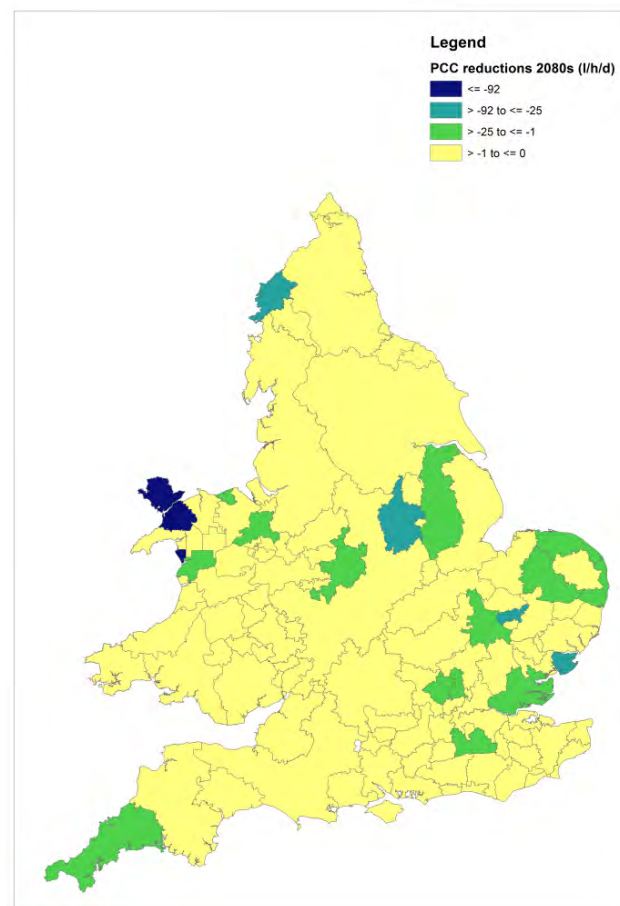 Legend
PCC reductions 2080s (l/h/d)
<= -92
> -92 to <= -25
> -25 to <= -1
> -1 to <= 0